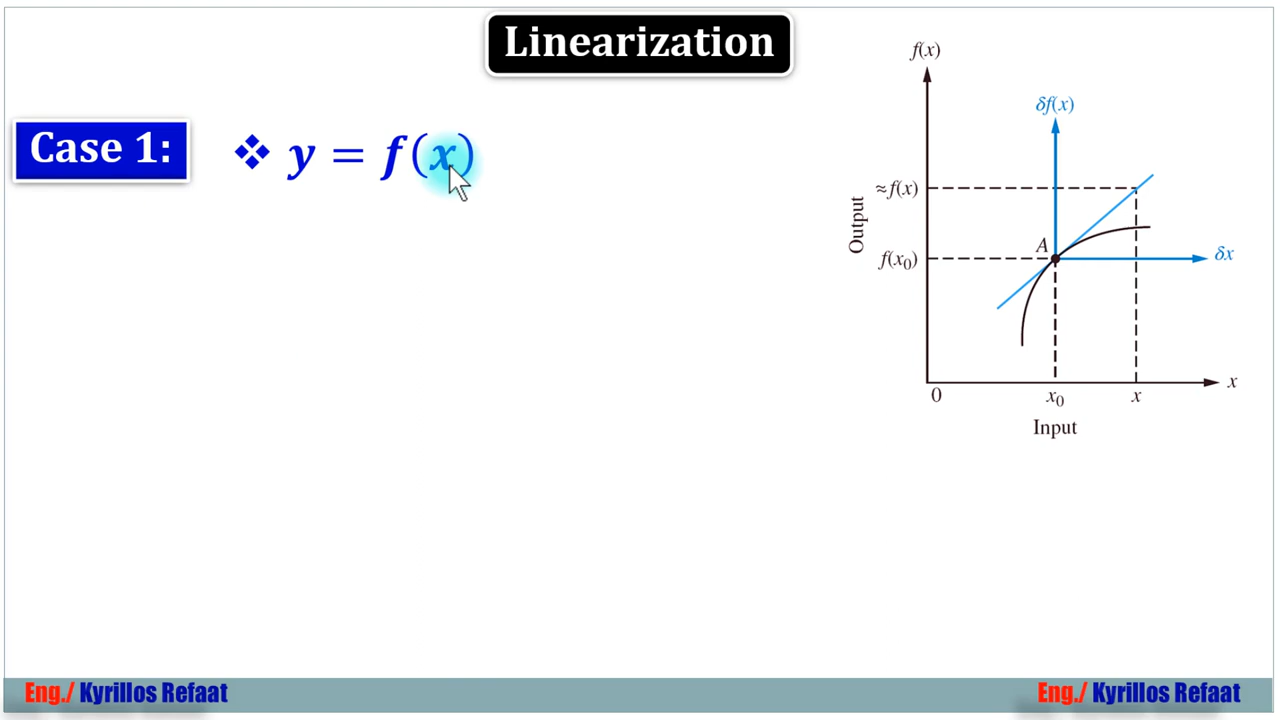 Linearization
Case 1:
❖ y = f(x)
f(x)
δf(x)
≈f(x)
Output
A
f(x₀)
δx
x
0
x₀
x
Input
Eng./ Kyrillos Refaat
Eng./ Kyrillos Refaat